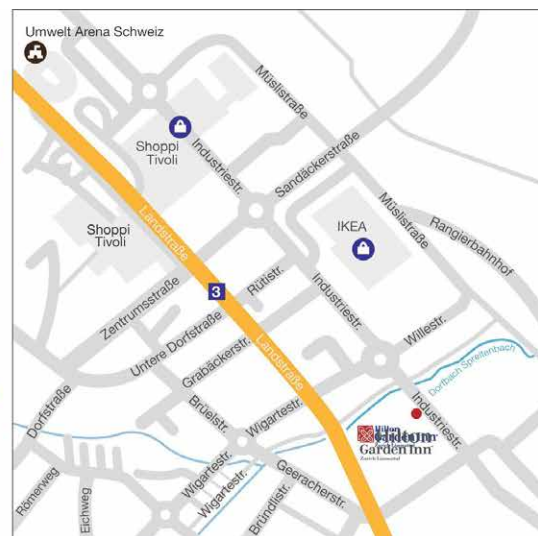 Umwelt Arena Schweiz
Müslistraße
Shoppi
Tivoli
Industriestr.
Sandäckerstraße
Müslistraße
Shoppi
Tivoli
Landstraße
IKEA
Rangierbahnhof
Zentrumsstraße
3
Rütistr.
Industriestr.
Untere Dorfstraße
Willestr.
Grabäckerstr.
Landstraße
Dorfbach Spreitenbach
Dorfstraße
Brüelstr.
Wigartestr.
Industriestr.
Hilton
Garden Inn
Garden Inn
Römerweg
Eichweg
Wigartestr.
Wigartestr.
Geeracherstr.
Bründlistr.